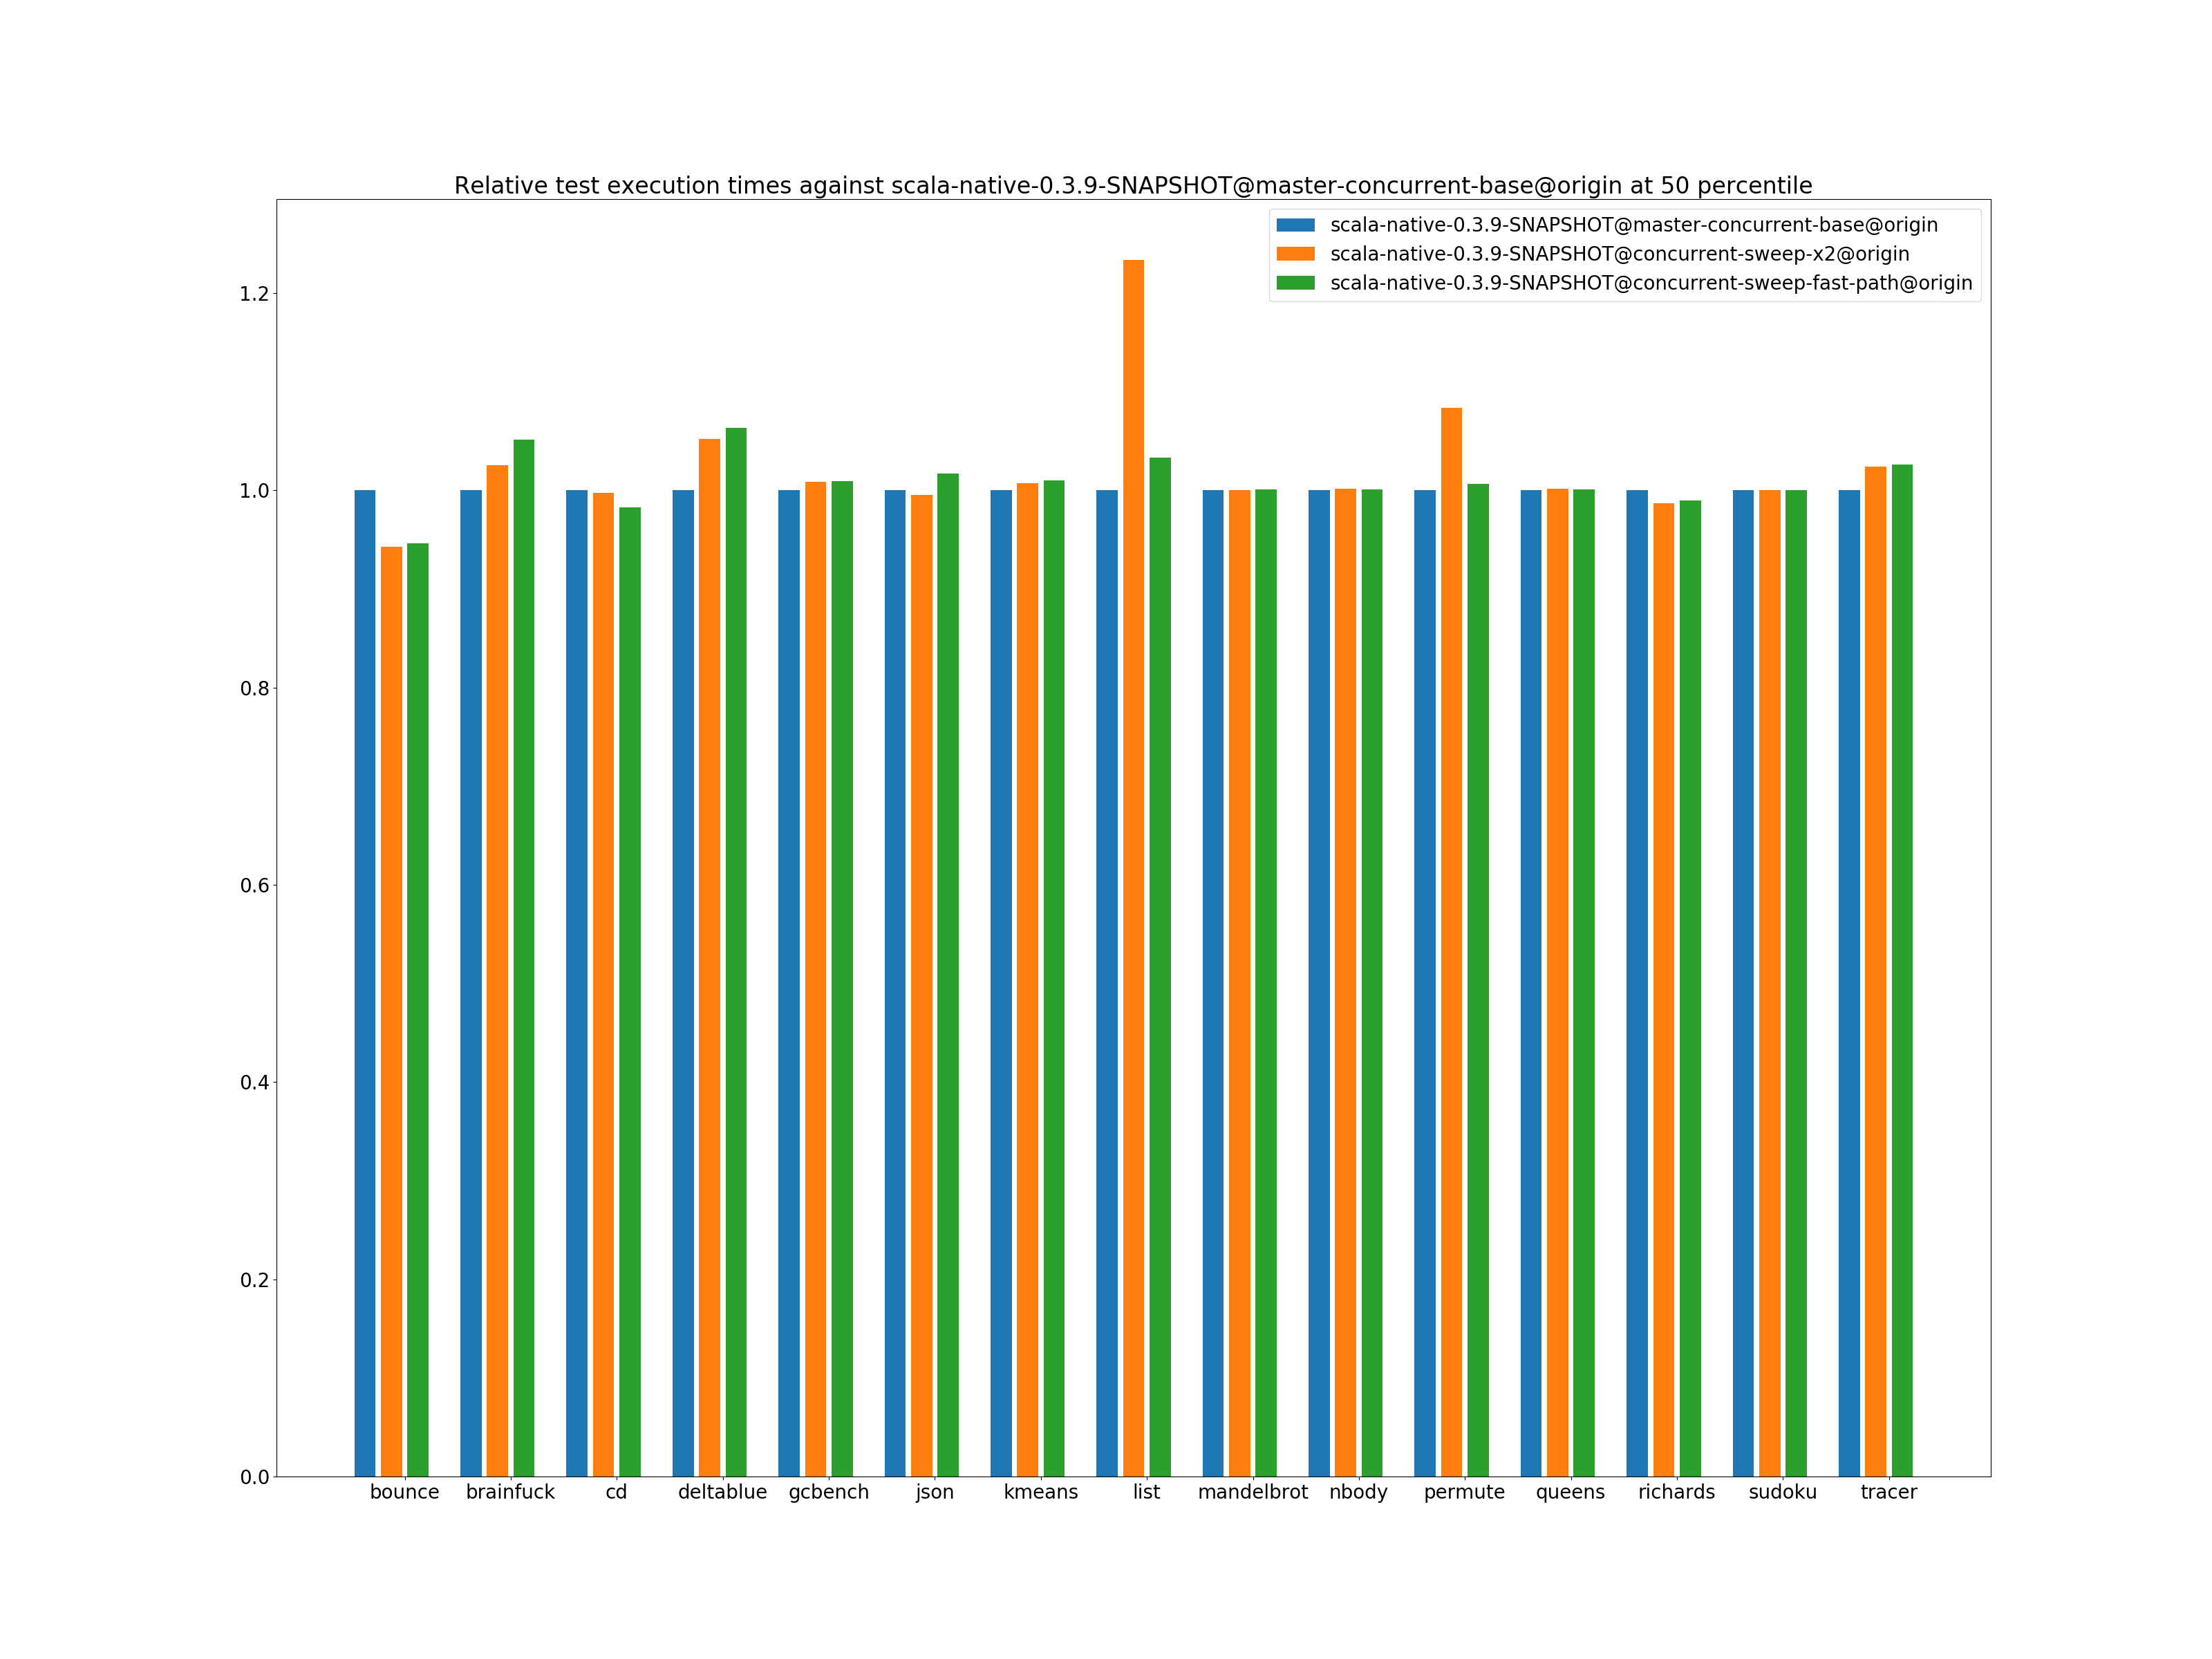 Relative test execution times against scala-native-0.3.9-SNAPSHOT@master-concurrent-base@origin at 50 percentile
scala-native-0.3.9-SNAPSHOT@master-concurrent-base@origin
scala-native-0.3.9-SNAPSHOT@concurrent-sweep-x2@origin
scala-native-0.3.9-SNAPSHOT@concurrent-sweep-fast-path@origin
1.2
1.0
0.8
0.6
0.4
0.2
0.0
bounce brainfuck cd deltablue gcbench json kmeans list mandelbrot nbody permute queens richards sudoku tracer